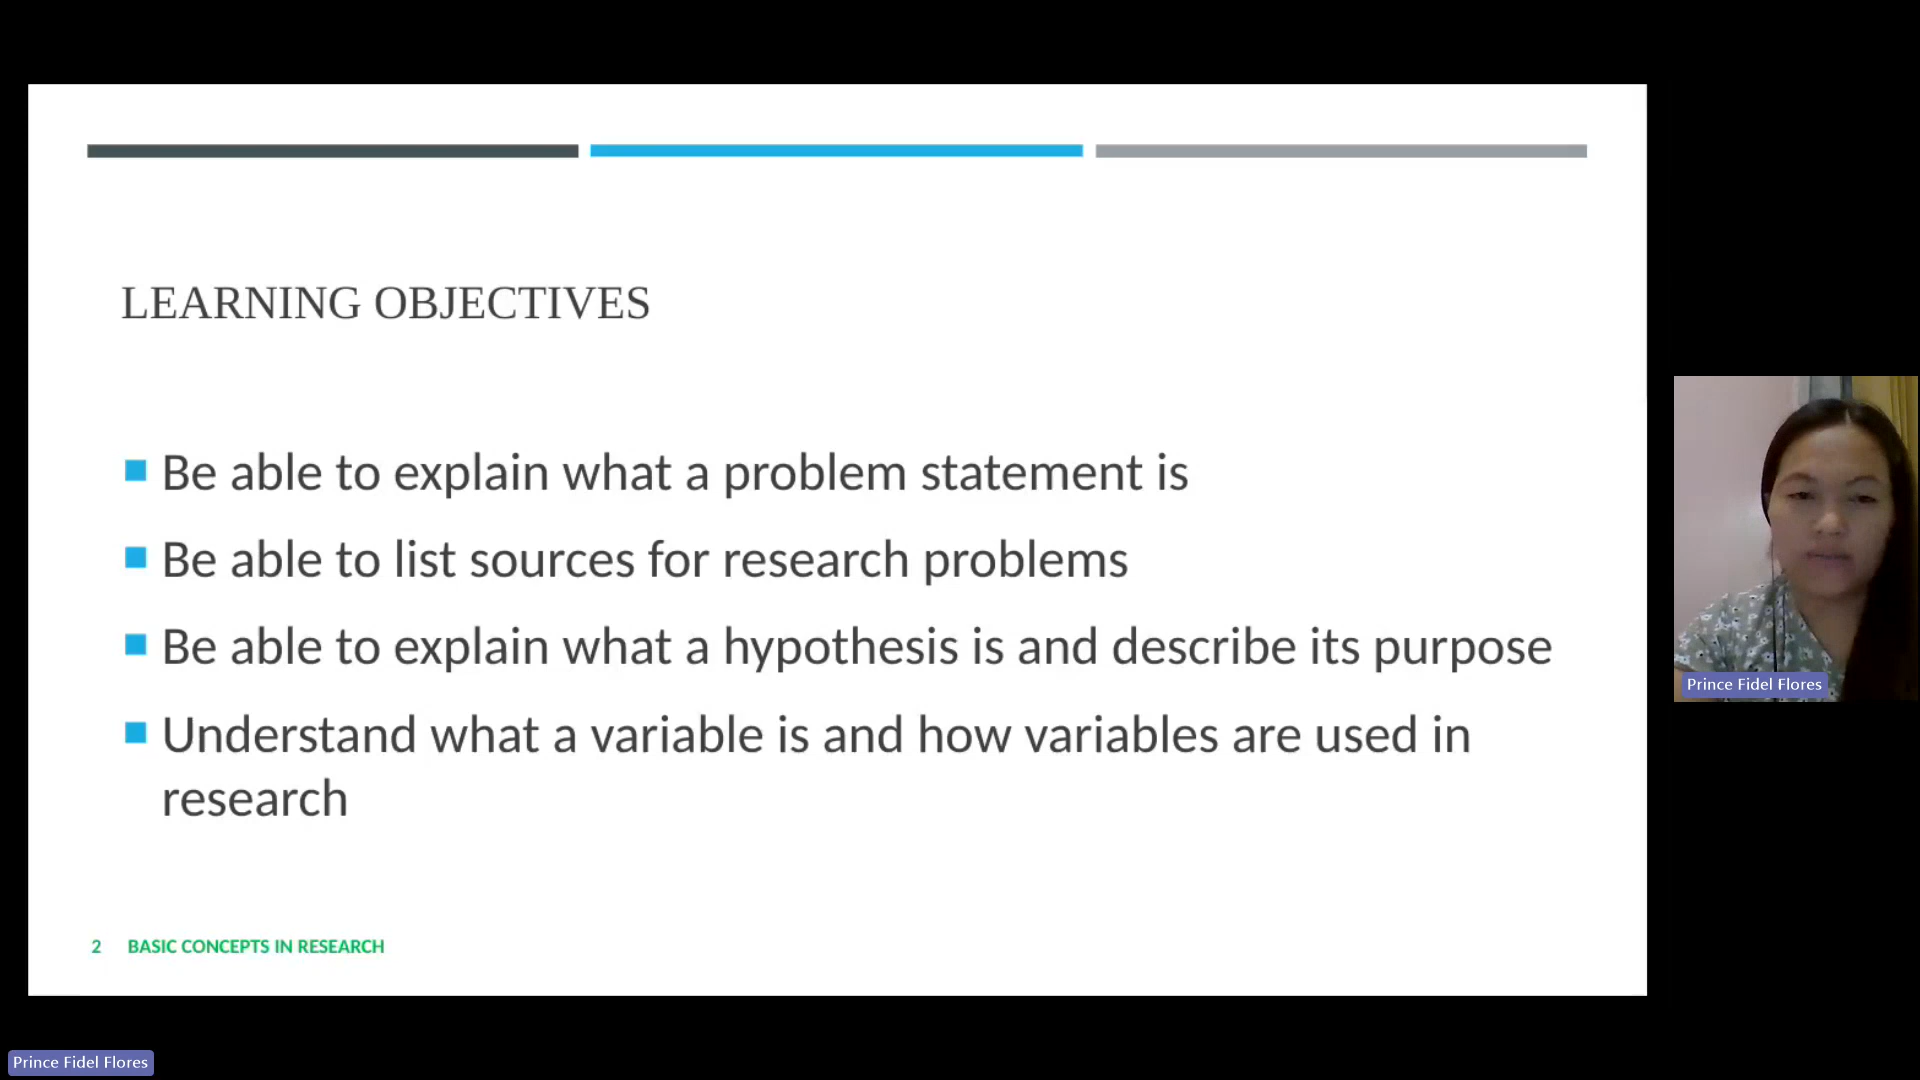 LEARNING OBJECTIVES
Be able to explain what a problem statement is
Be able to list sources for research problems
Be able to explain what a hypothesis is and describe its purpose
Understand what a variable is and how variables are used in
research
2 BASIC CONCEPTS IN RESEARCH
Prince Fidel Flores
Prince Fidel Flores